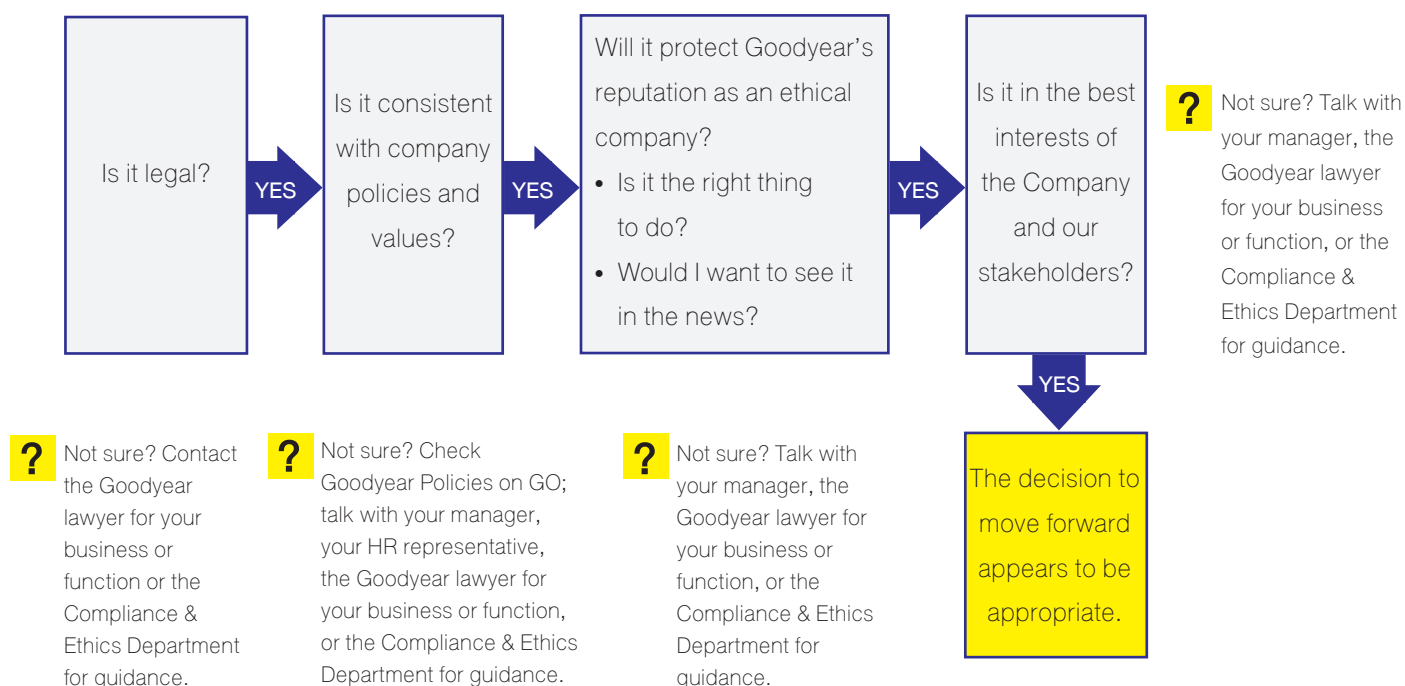 Is it legal?
YES
Is it consistent
with company
policies and
values?
YES
Will it protect Goodyear’s
reputation as an ethical
company?
• Is it the right thing
to do?
• Would I want to see it
in the news?
YES
Is it in the best
interests of
the Company
and our
stakeholders?
? Not sure? Talk with
your manager, the
Goodyear lawyer
for your business
or function, or the
Compliance &
Ethics Department
for guidance.
YES
The decision to
move forward
appears to be
appropriate.
? Not sure? Contact
the Goodyear
lawyer for your
business or
function or the
Compliance &
Ethics Department
for guidance.
? Not sure? Check
Goodyear Policies on GO;
talk with your manager,
your HR representative,
the Goodyear lawyer for
your business or function,
or the Compliance & Ethics
Department for guidance.
? Not sure? Talk with
your manager, the
Goodyear lawyer for
your business or
function, or the
Compliance & Ethics
Department for
guidance.